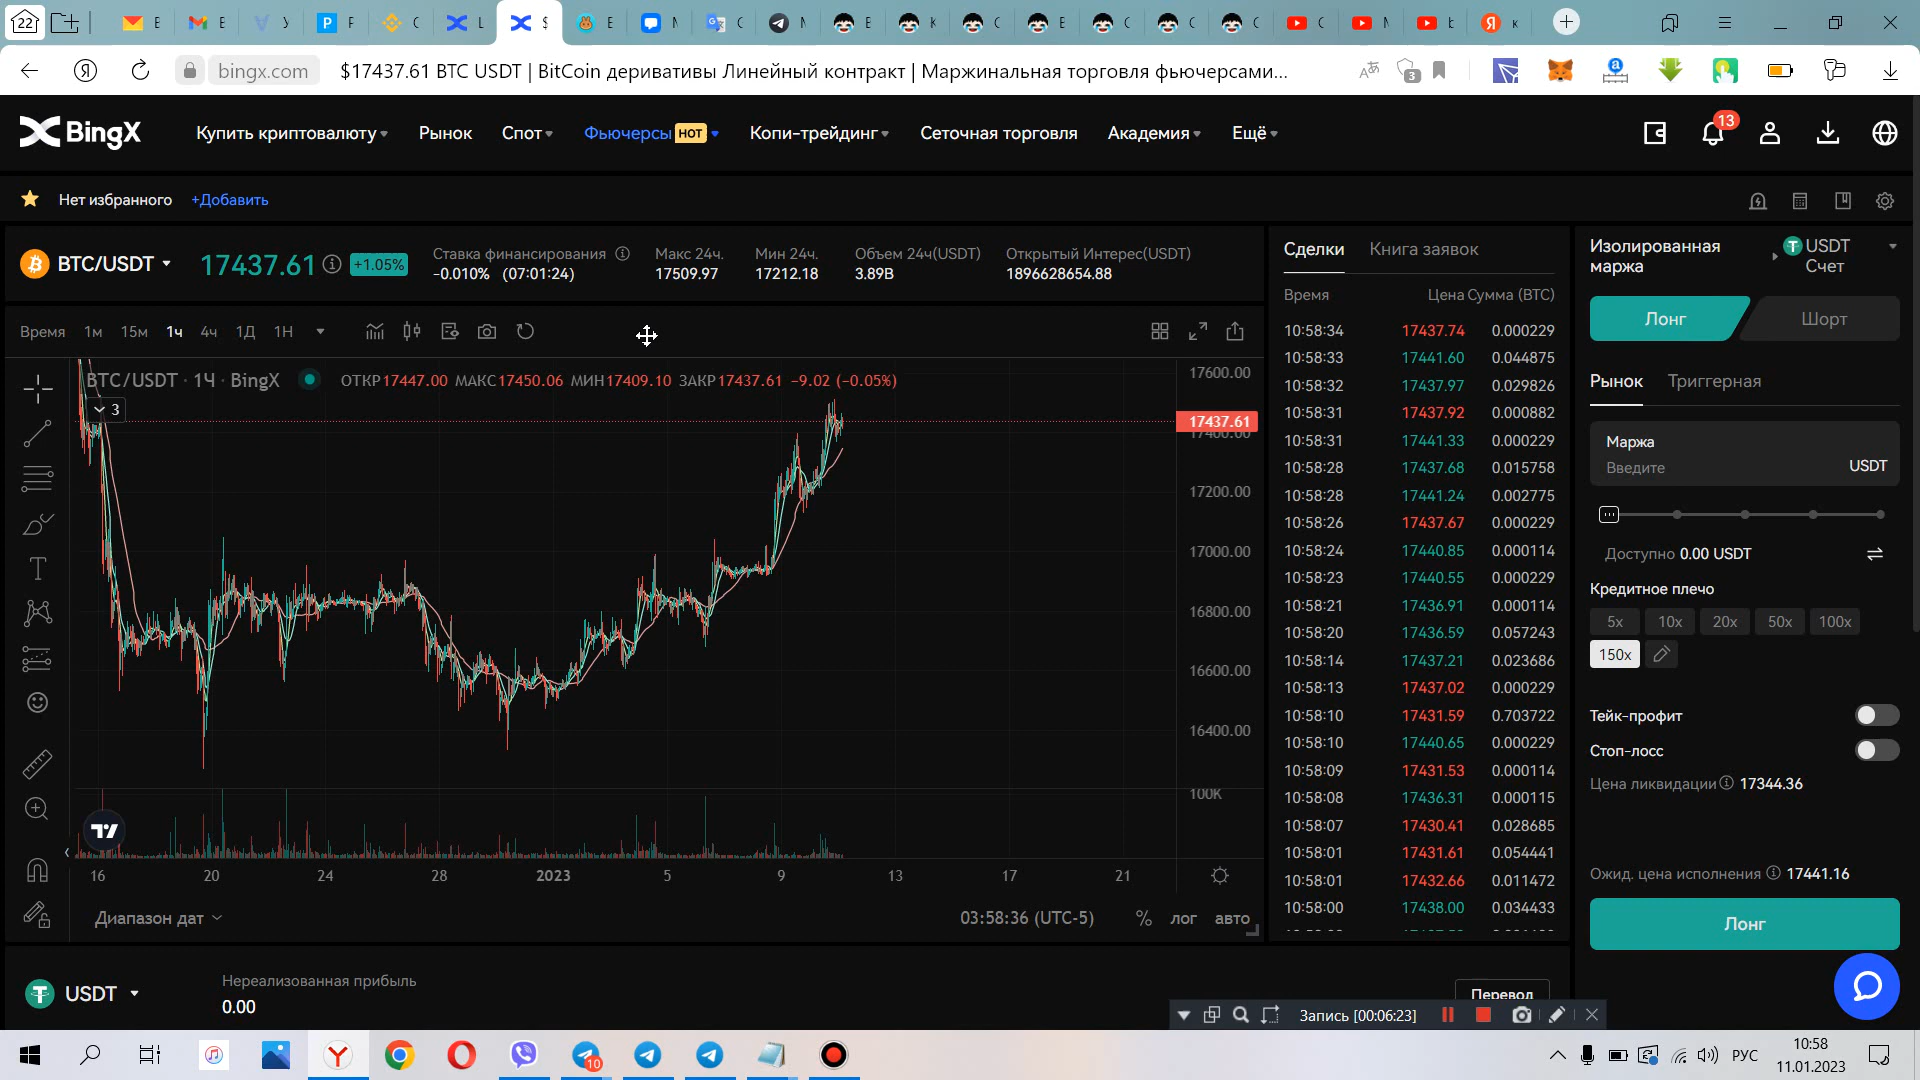 22
E
E
У
P
F
C
L
$
E
N
C
N
E
K
C
E
C
C
C
C
N
b
Я
к
Я
bingx.com
$17437.61 BTC USDT | BitCoin деривативы Линейный контракт | Маржинальная торговля фьючерсами...
3
BingX
Купить криптовалюту
Рынок
Спот
Фьючерсы
HOT
Копи-трейдинг
Сеточная торговля
Академия
Ещё
13
Нет избранного
+Добавить
BTC/USDT
17437.61
+1.05%
Ставка финансирования
-0.010% (07:01:24)
Макс 24ч.
17509.97
Мин 24ч.
17212.18
Объем 24ч(USDT)
3.89B
Открытый Интерес(USDT)
1896628654.88
Время
1м
15м
1ч
4ч
1Д
1Н
BTC/USDT · 1Ч · BingX
ОТКР17447.00 МАКС17450.06 МИН17409.10 ЗАКР17437.61 −9.02 (−0.05%)
3
17600.00
17437.61
17400.00
17200.00
17000.00
16800.00
16600.00
16400.00
100K
16
20
24
28
2023
5
9
13
17
21
Диапазон дат
03:58:36 (UTC-5)
%
лог
авто
Сделки
Книга заявок
Время
Цена
Сумма (BTC)
10:58:34 17437.74 0.000229
10:58:33 17441.60 0.044875
10:58:32 17437.97 0.029826
10:58:31 17437.92 0.000882
10:58:31 17441.33 0.000229
10:58:28 17437.68 0.015758
10:58:28 17441.24 0.002775
10:58:26 17437.67 0.000229
10:58:24 17440.85 0.000114
10:58:23 17440.55 0.000229
10:58:21 17436.91 0.000114
10:58:20 17436.59 0.057243
10:58:14 17437.21 0.023686
10:58:13 17437.02 0.000229
10:58:10 17431.59 0.703722
10:58:10 17440.65 0.000229
10:58:09 17431.53 0.000114
10:58:08 17436.31 0.000115
10:58:07 17430.41 0.028685
10:58:01 17431.61 0.054441
10:58:01 17432.66 0.011472
10:58:00 17438.00 0.034433
Изолированная маржа
USDT Счет
Лонг
Шорт
Рынок
Триггерная
Маржа
Введите
USDT
Доступно 0.00 USDT
Кредитное плечо
5x
10x
20x
50x
100x
150x
Тейк-профит
Стоп-лосс
Цена ликвидации 17344.36
Ожид. цена исполнения 17441.16
Лонг
USDT
Нереализованная прибыль
0.00
Перевод
Запись [00:06:23]
10
РУС
10:58
11.01.2023